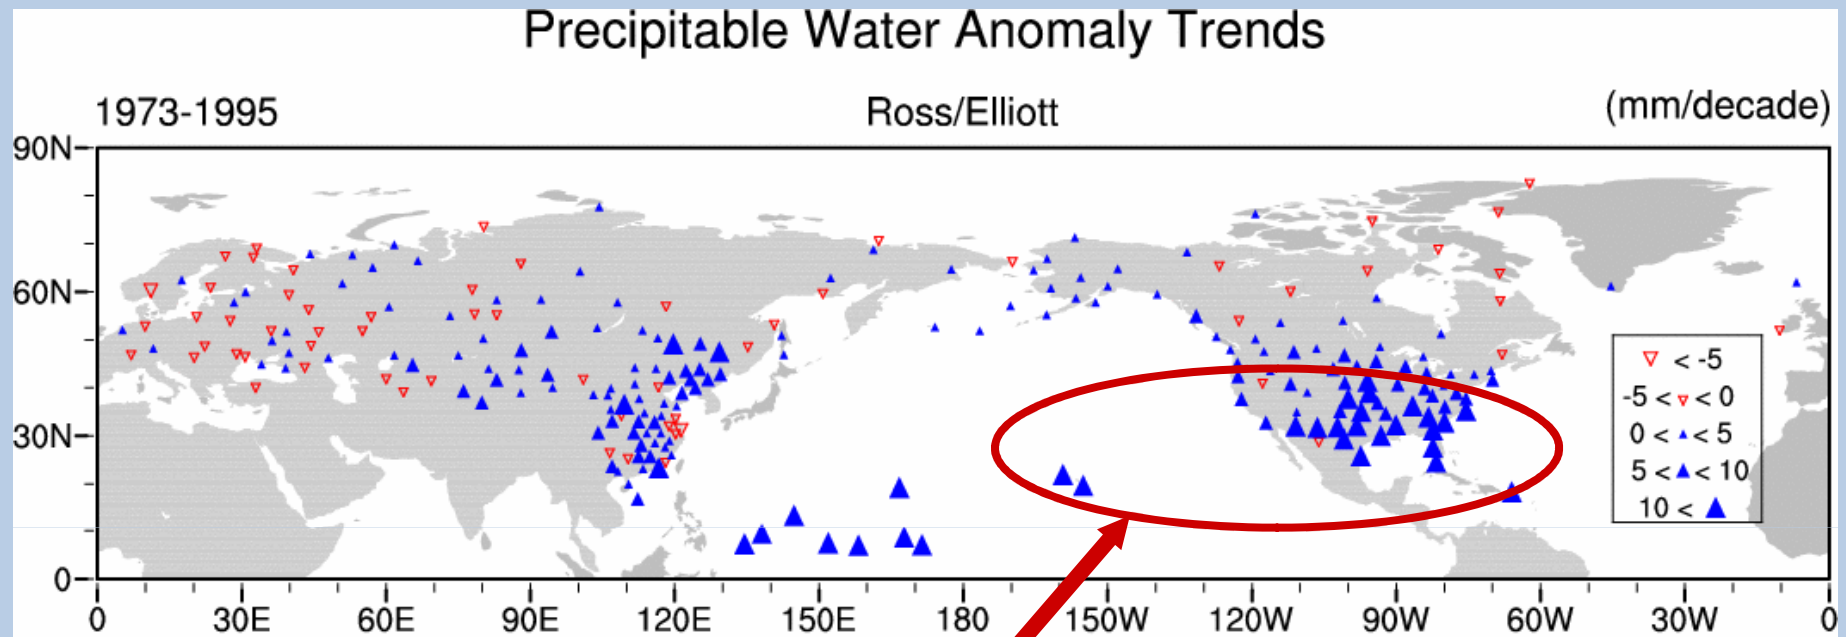 Precipitable Water Anomaly Trends
1973-1995 Ross/Elliott (mm/decade)
90N
60N
30N
0
< -5
-5 < < 0
0 < < 5
5 < < 10
10 <
0 30E 60E 90E 120E 150E 180 150W 120W 90W 60W 30W 0